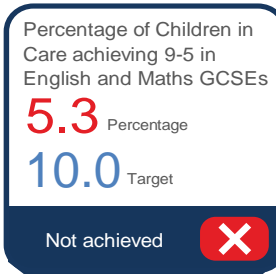 Percentage of Children in
Care achieving 9-5 in
English and Maths GCSEs
5.3 Percentage
10.0 Target
Not achieved